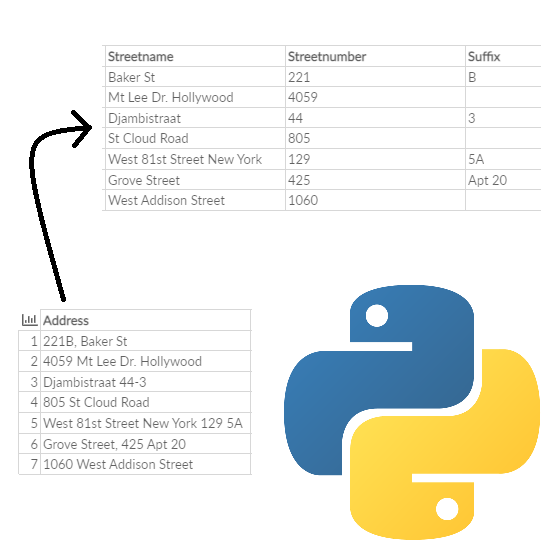 Streetname Streetnumber Suffix
Baker St 221 B
Mt Lee Dr. Hollywood 4059
Djambistraat 44 3
St Cloud Road 805
West 81st Street New York 129 5A
Grove Street 425 Apt 20
West Addison Street 1060
Address
1 221B, Baker St
2 4059 Mt Lee Dr. Hollywood
3 Djambistraat 44-3
4 805 St Cloud Road
5 West 81st Street New York 129 5A
6 Grove Street, 425 Apt 20
7 1060 West Addison Street